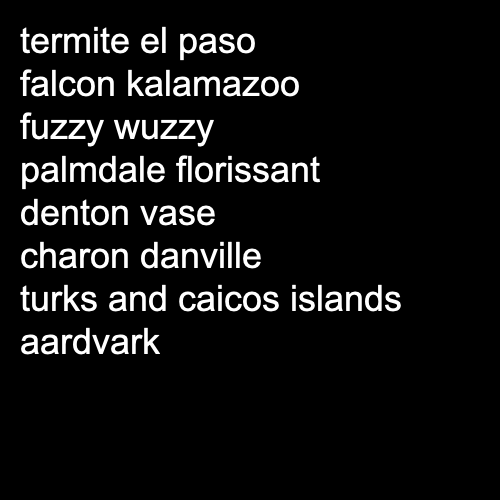 termite el paso
falcon kalamazoo
fuzzy wuzzy
palmdale florissant
denton vase
charon danville
turks and caicos islands
aardvark